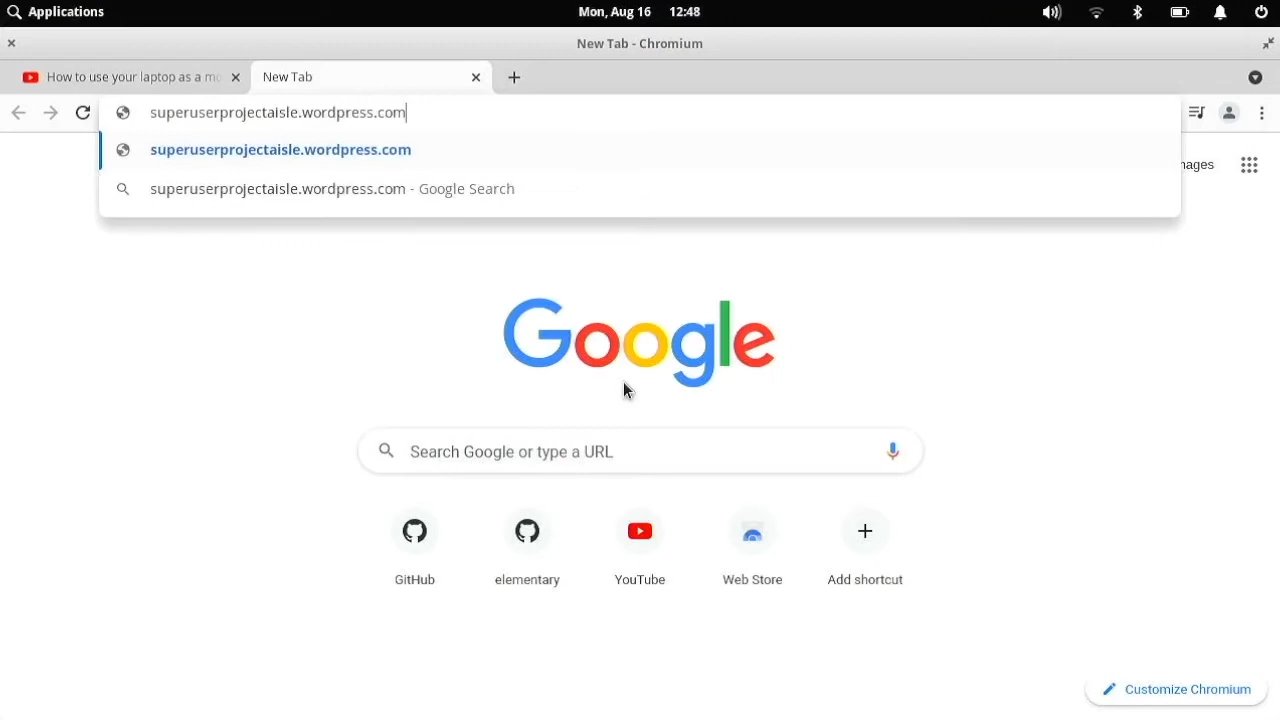 Applications
Mon, Aug 16 12:48
New Tab - Chromium
How to use your laptop as a mo
New Tab
superuserprojectaisle.wordpress.com
superuserprojectaisle.wordpress.com
superuserprojectaisle.wordpress.com - Google Search
nages
Google
Search Google or type a URL
GitHub
elementary
YouTube
Web Store
Add shortcut
Customize Chromium